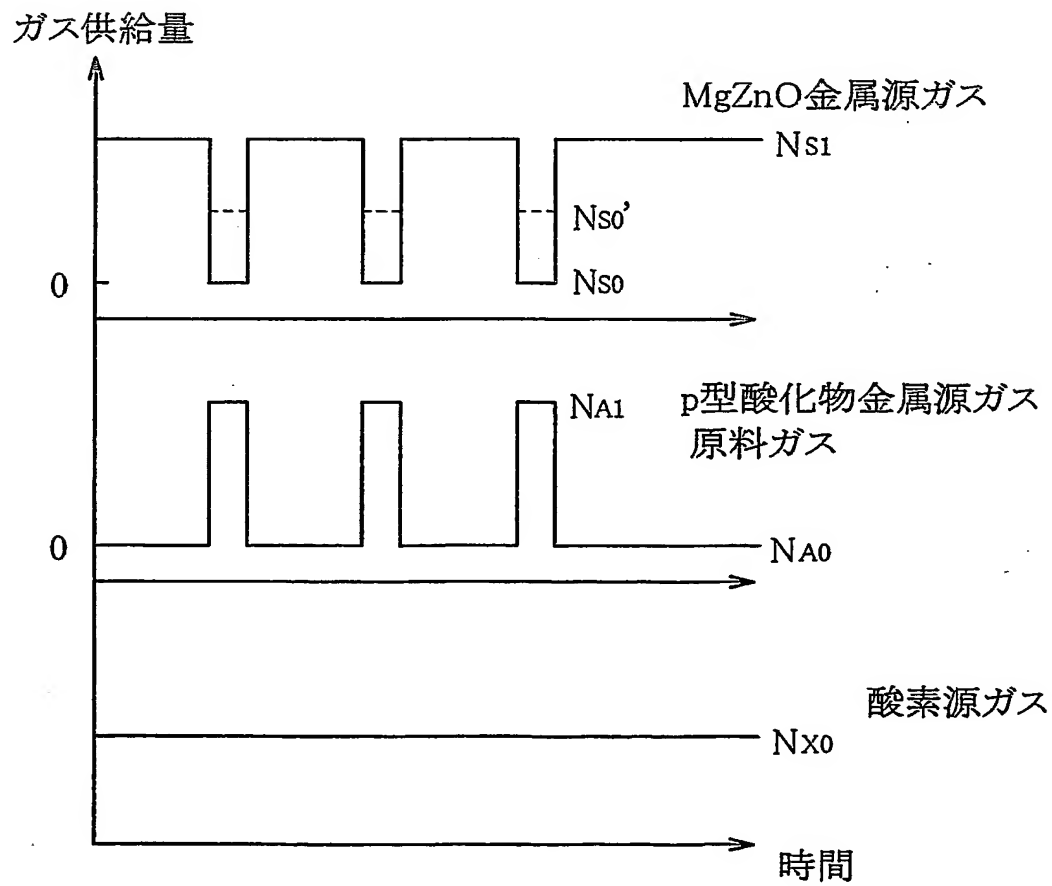 ガス供給量
MgZnO金属源ガス
NS1
NS0’
0
NS0
NA1
p型酸化物金属源ガス
原料ガス
0
NA0
酸素源ガス
NX0
時間